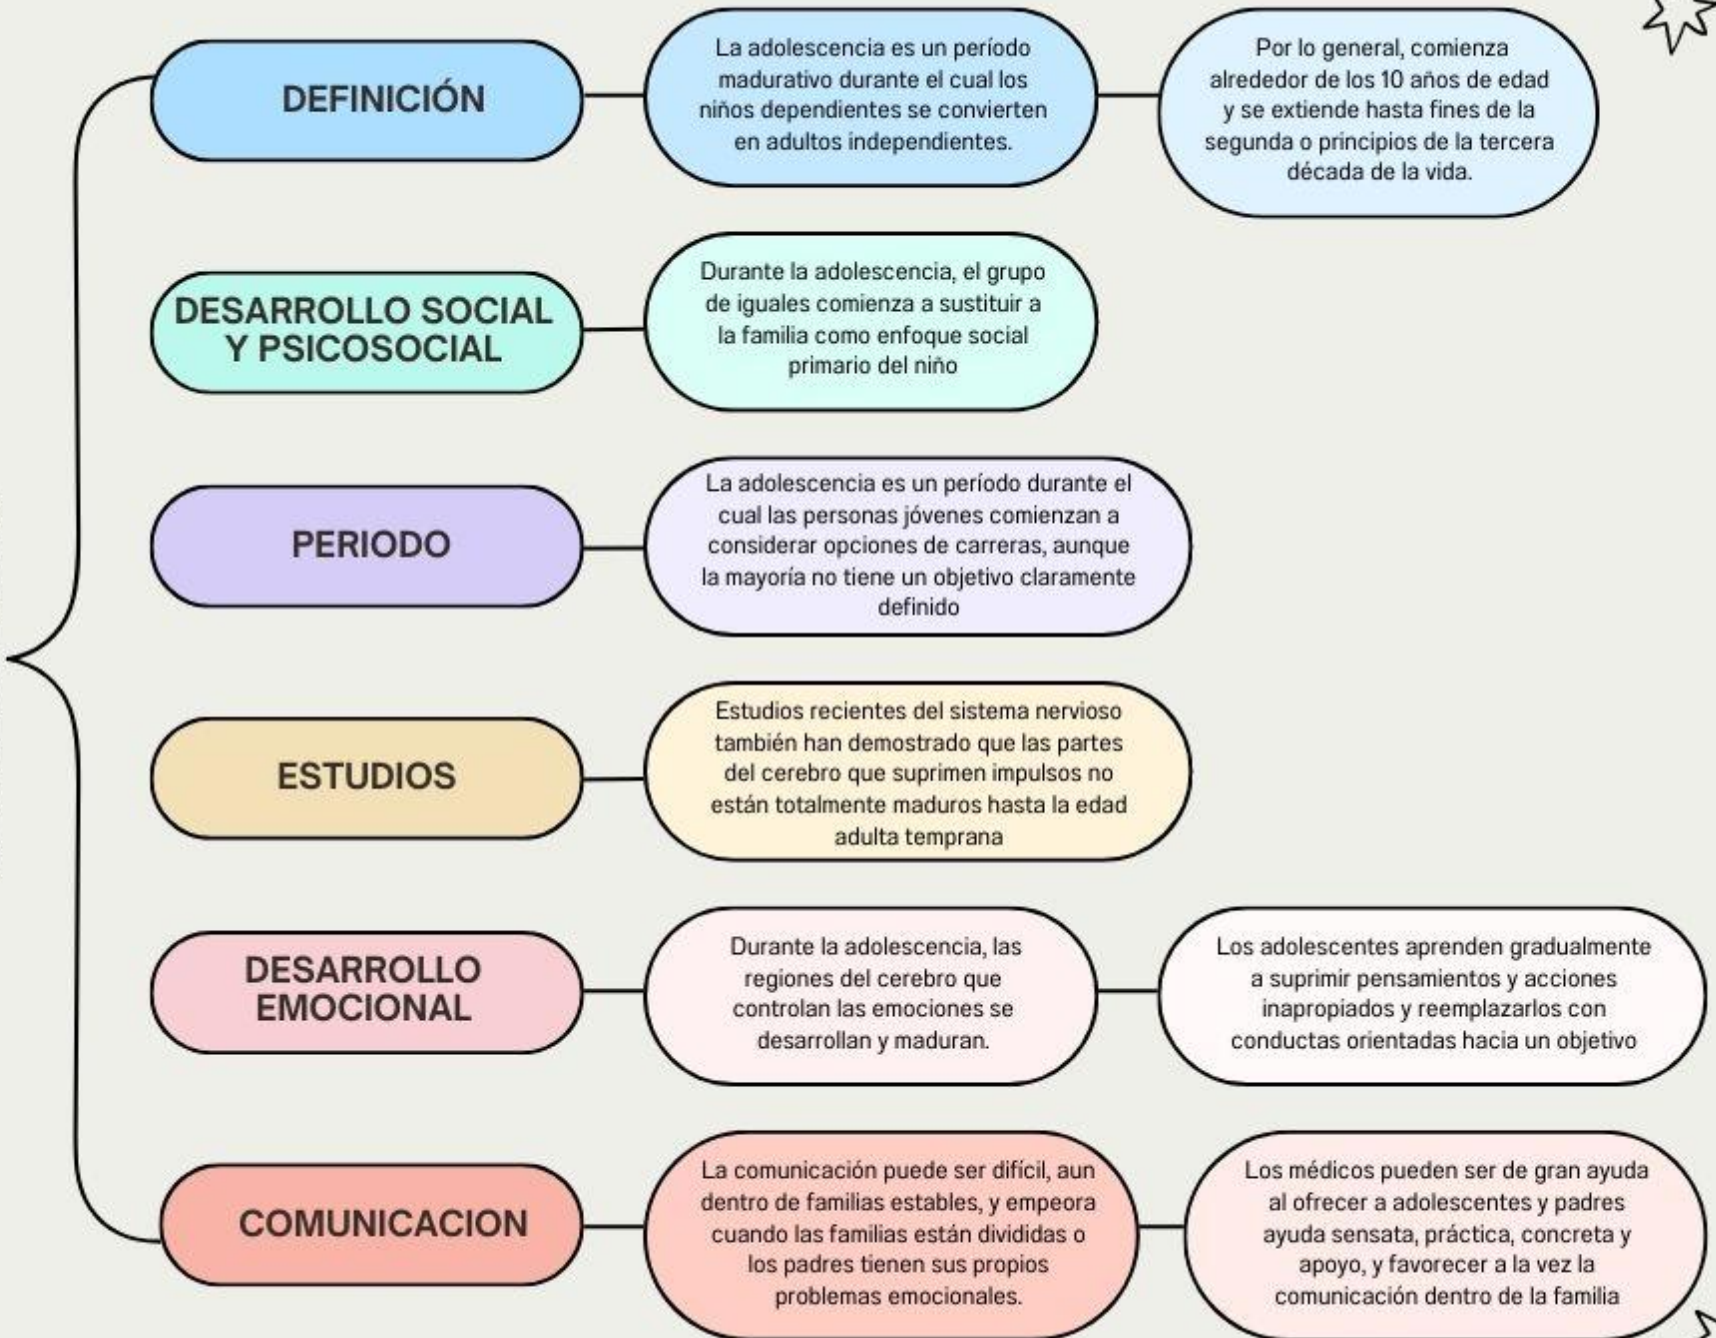 DEFINICIÓN
La adolescencia es un período
madurativo durante el cual los
niños dependientes se convierten
en adultos independientes.
Por lo general, comienza
alrededor de los 10 años de edad
y se extiende hasta fines de la
segunda o principios de la tercera
década de la vida.
DESARROLLO SOCIAL
Y PSICOSOCIAL
Durante la adolescencia, el grupo
de iguales comienza a sustituir a
la familia como enfoque social
primario del niño
PERIODO
La adolescencia es un período durante el
cual las personas jóvenes comienzan a
considerar opciones de carreras, aunque
la mayoría no tiene un objetivo claramente
definido
ESTUDIOS
Estudios recientes del sistema nervioso
también han demostrado que las partes
del cerebro que suprimen impulsos no
están totalmente maduros hasta la edad
adulta temprana
DESARROLLO
EMOCIONAL
Durante la adolescencia, las
regiones del cerebro que
controlan las emociones se
desarrollan y maduran.
Los adolescentes aprenden gradualmente
a suprimir pensamientos y acciones
inapropiados y reemplazarlos con
conductas orientadas hacia un objetivo
COMUNICACION
La comunicación puede ser difícil, aun
dentro de familias estables, y empeora
cuando las familias están divididas o
los padres tienen sus propios
problemas emocionales.
Los médicos pueden ser de gran ayuda
al ofrecer a adolescentes y padres
ayuda sensata, práctica, concreta y
apoyo, y favorecer a la vez la
comunicación dentro de la familia